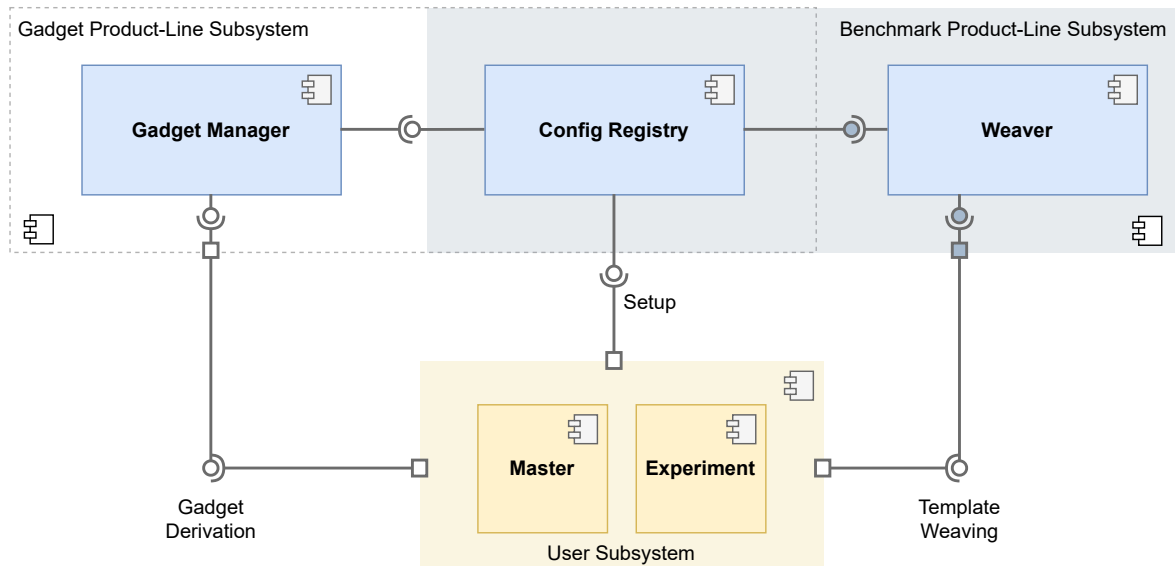 Gadget Product-Line Subsystem
Benchmark Product-Line Subsystem
Gadget Manager
Config Registry
Weaver
Setup
Master
Experiment
Gadget
Derivation
Template
Weaving
User Subsystem